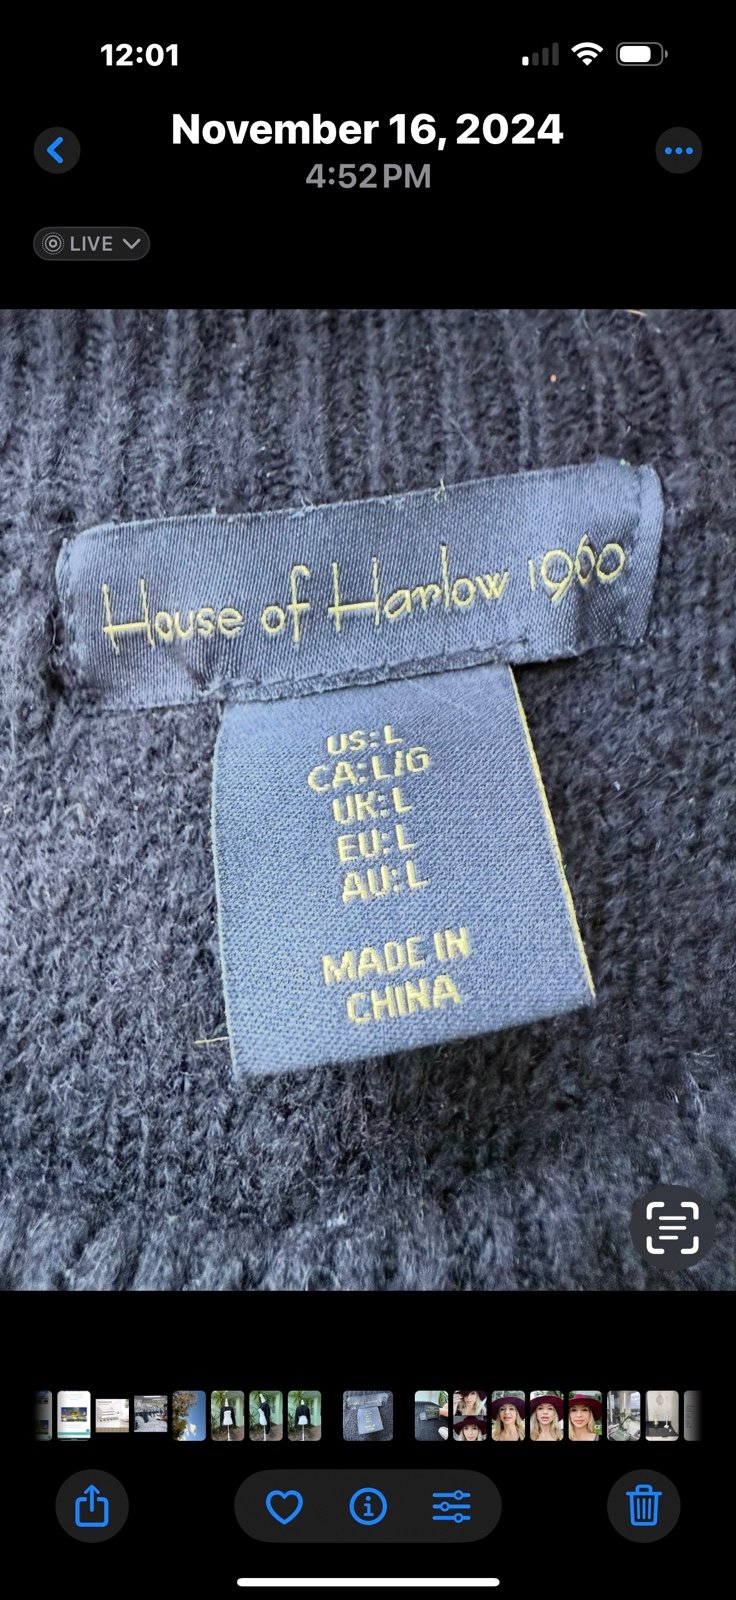 12:01
November 16, 2024
4:52 PM
LIVE
House of Harlow 1960
US: L
CA: L/G
UK: L
EU: L
AU: L
MADE IN
CHINA